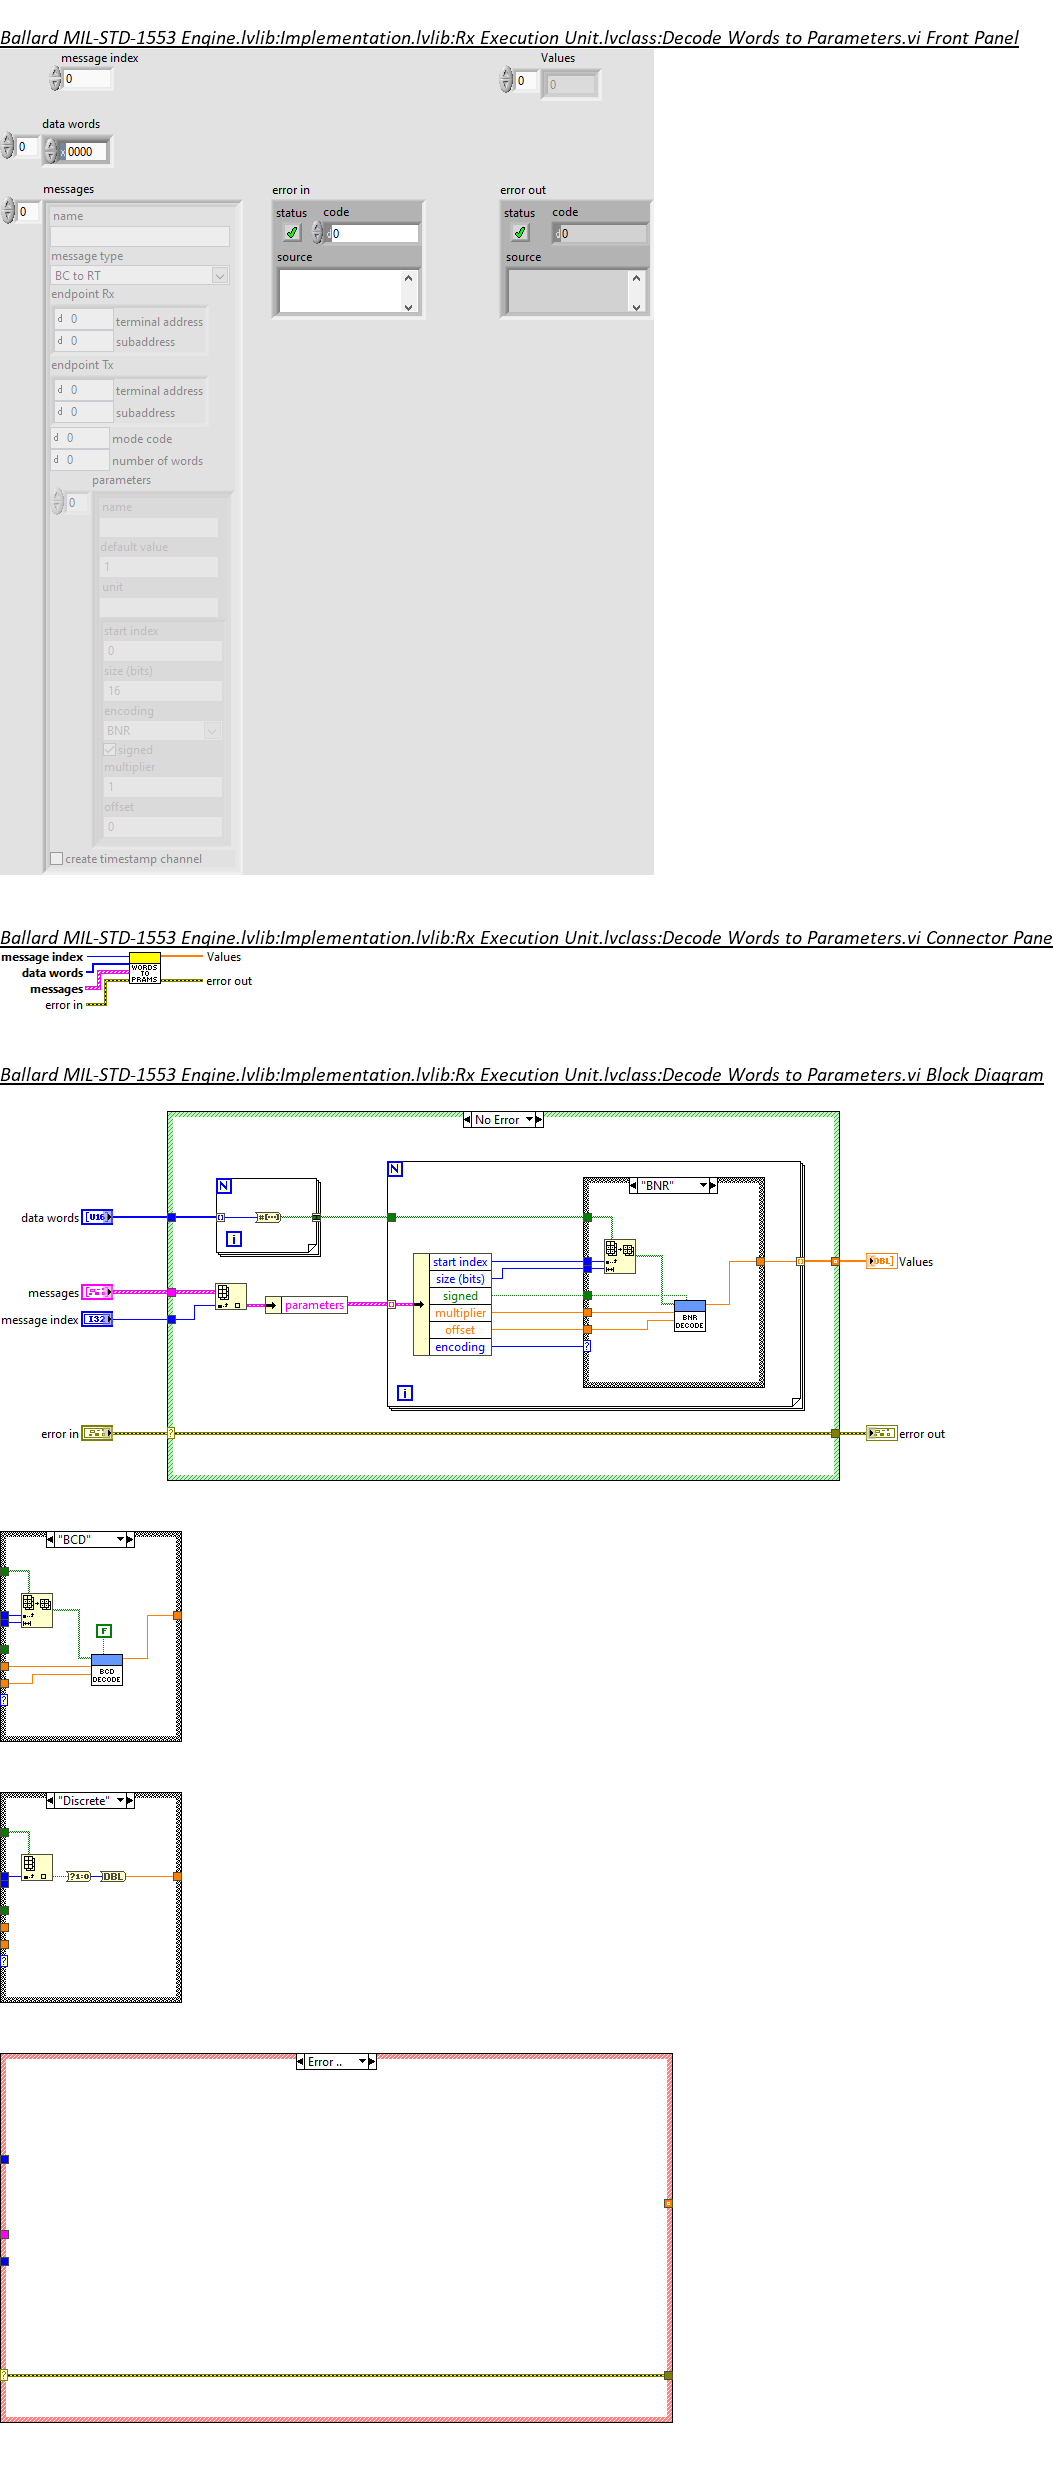 Ballard MIL-STD-1553 Engine.lvlib:Implementation.lvlib:Rx Execution Unit.lvclass:Decode Words to Parameters.vi Front Panel
message index
0
Values
0
0
data words
0
x 0000
messages
0
name
message type
BC to RT
endpoint Rx
d 0 terminal address
d 0 subaddress
endpoint Tx
d 0 terminal address
d 0 subaddress
d 0 mode code
d 0 number of words
parameters
0
name
default value
1
unit
start index
0
size (bits)
16
encoding
BNR
signed
multiplier
1
offset
0
create timestamp channel
error in
status code
d 0
source
error out
status code
d 0
source
Ballard MIL-STD-1553 Engine.lvlib:Implementation.lvlib:Rx Execution Unit.lvclass:Decode Words to Parameters.vi Connector Pane
message index
data words
messages
error in
WORDS
TO
PRAMS
Values
error out
Ballard MIL-STD-1553 Engine.lvlib:Implementation.lvlib:Rx Execution Unit.lvclass:Decode Words to Parameters.vi Block Diagram
No Error
N
N
"BNR"
data words
U16
#[...]
i
start index
size (bits)
signed
multiplier
offset
encoding
?
BNR
DECODE
DBL
Values
messages
parameters
message index
I32
i
error in
?
error out
"BCD"
F
BCD
DECODE
?
"Discrete"
?1:0
DBL
?
Error ..
?